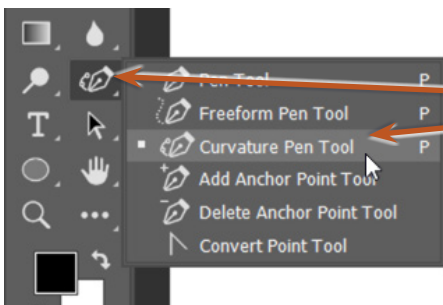 Pen Tool P
Freeform Pen Tool P
Curvature Pen Tool P
Add Anchor Point Tool
Delete Anchor Point Tool
Convert Point Tool
T